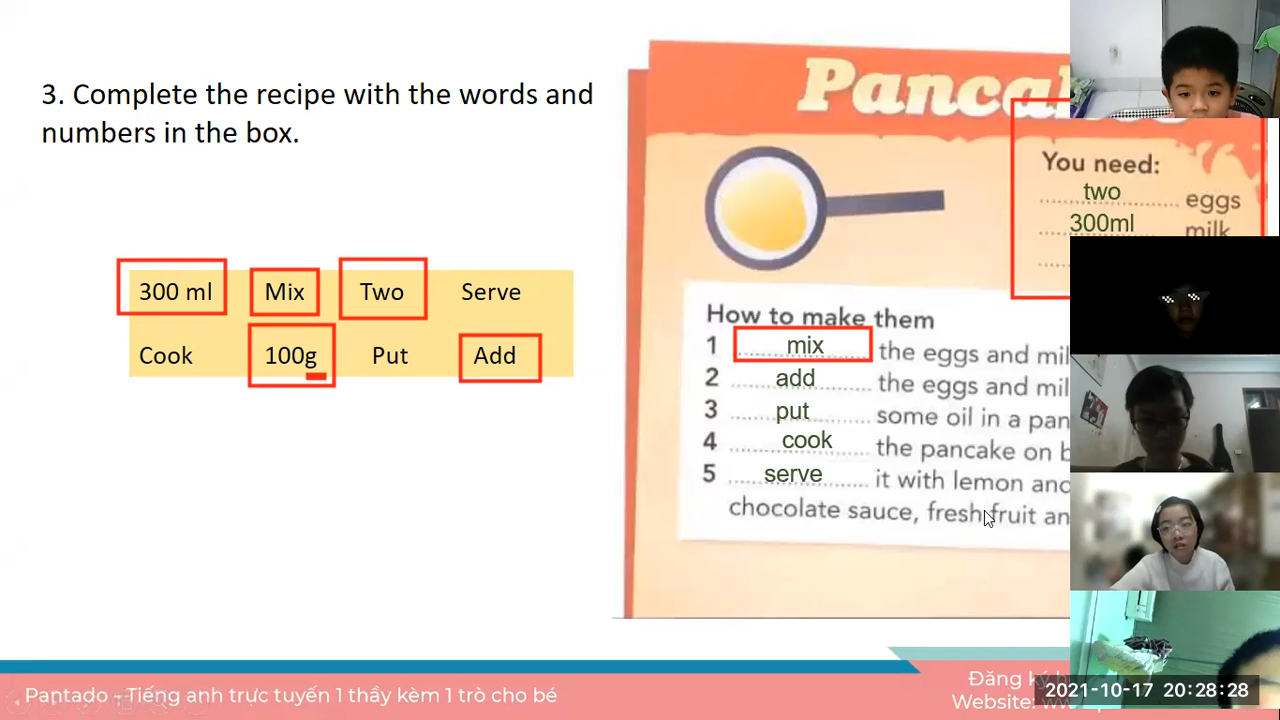 3. Complete the recipe with the words and
numbers in the box.
300 ml Mix Two Serve
Cook 100g Put Add
You need:
two eggs
300ml milk
How to make them
1 mix the eggs and
2 add the eggs and
3 put some oil in a pan
4 cook the pancake on
5 serve it with lemon and
chocolate sauce, fresh fruit
Pantado – Tiếng anh trực tuyến 1 thầy kèm 1 trò cho bé
Đăng ký
Website:
2021-10-17 20:28:28